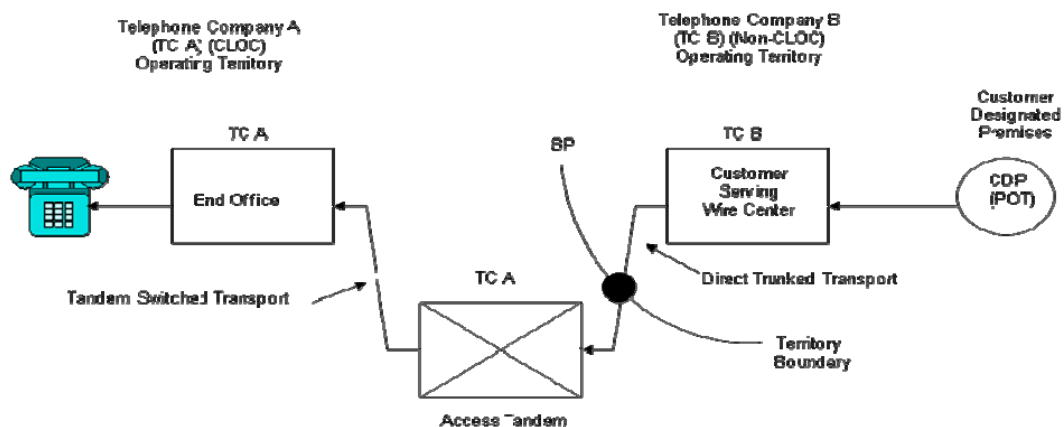 Telephone Company A
(TC A) (CLOC)
Operating Territory
Telephone Company B
(TC B) (Non-CLOC)
Operating Territory
Customer
Designated
Premises
TC A
BP
TC B
End Office
Customer
Serving
Wire Center
CDP
(POT)
Tandem Switched Transport
TC A
Direct Trunked Transport
Territory
Boundary
Access Tandem